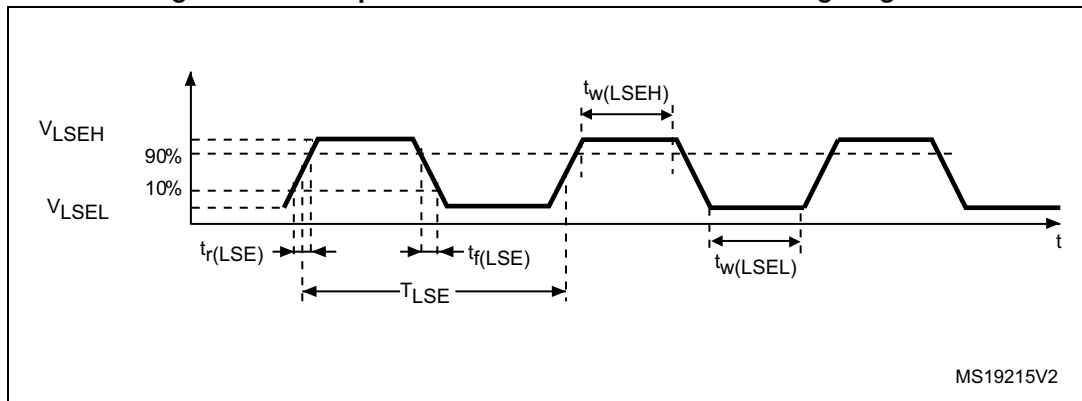 tw(LSEH)
VLSEH
90%
10%
VLSEL
t
tr(LSE)
tf(LSE)
tw(LSEL)
TLSE
MS19215V2